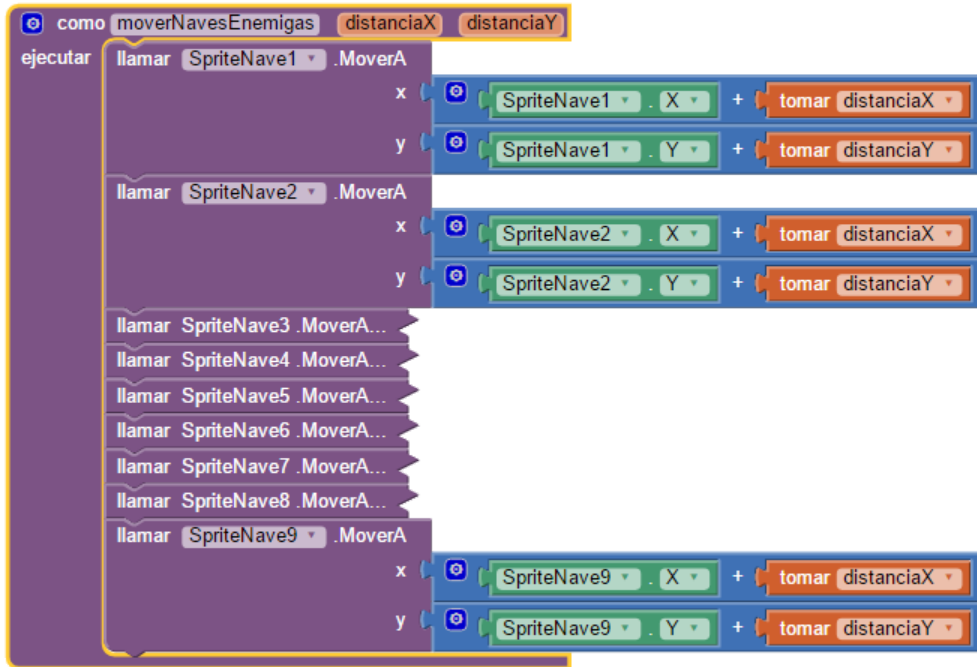 como moverNavesEnemigas distanciaX distanciaY
ejecutar llamar SpriteNave1 .MoverA
x SpriteNave1 . X + tomar distanciaX
y SpriteNave1 . Y + tomar distanciaY
llamar SpriteNave2 .MoverA
x SpriteNave2 . X + tomar distanciaX
y SpriteNave2 . Y + tomar distanciaY
llamar SpriteNave3 .MoverA...
llamar SpriteNave4 .MoverA...
llamar SpriteNave5 .MoverA...
llamar SpriteNave6 .MoverA...
llamar SpriteNave7 .MoverA...
llamar SpriteNave8 .MoverA...
llamar SpriteNave9 .MoverA
x SpriteNave9 . X + tomar distanciaX
y SpriteNave9 . Y + tomar distanciaY